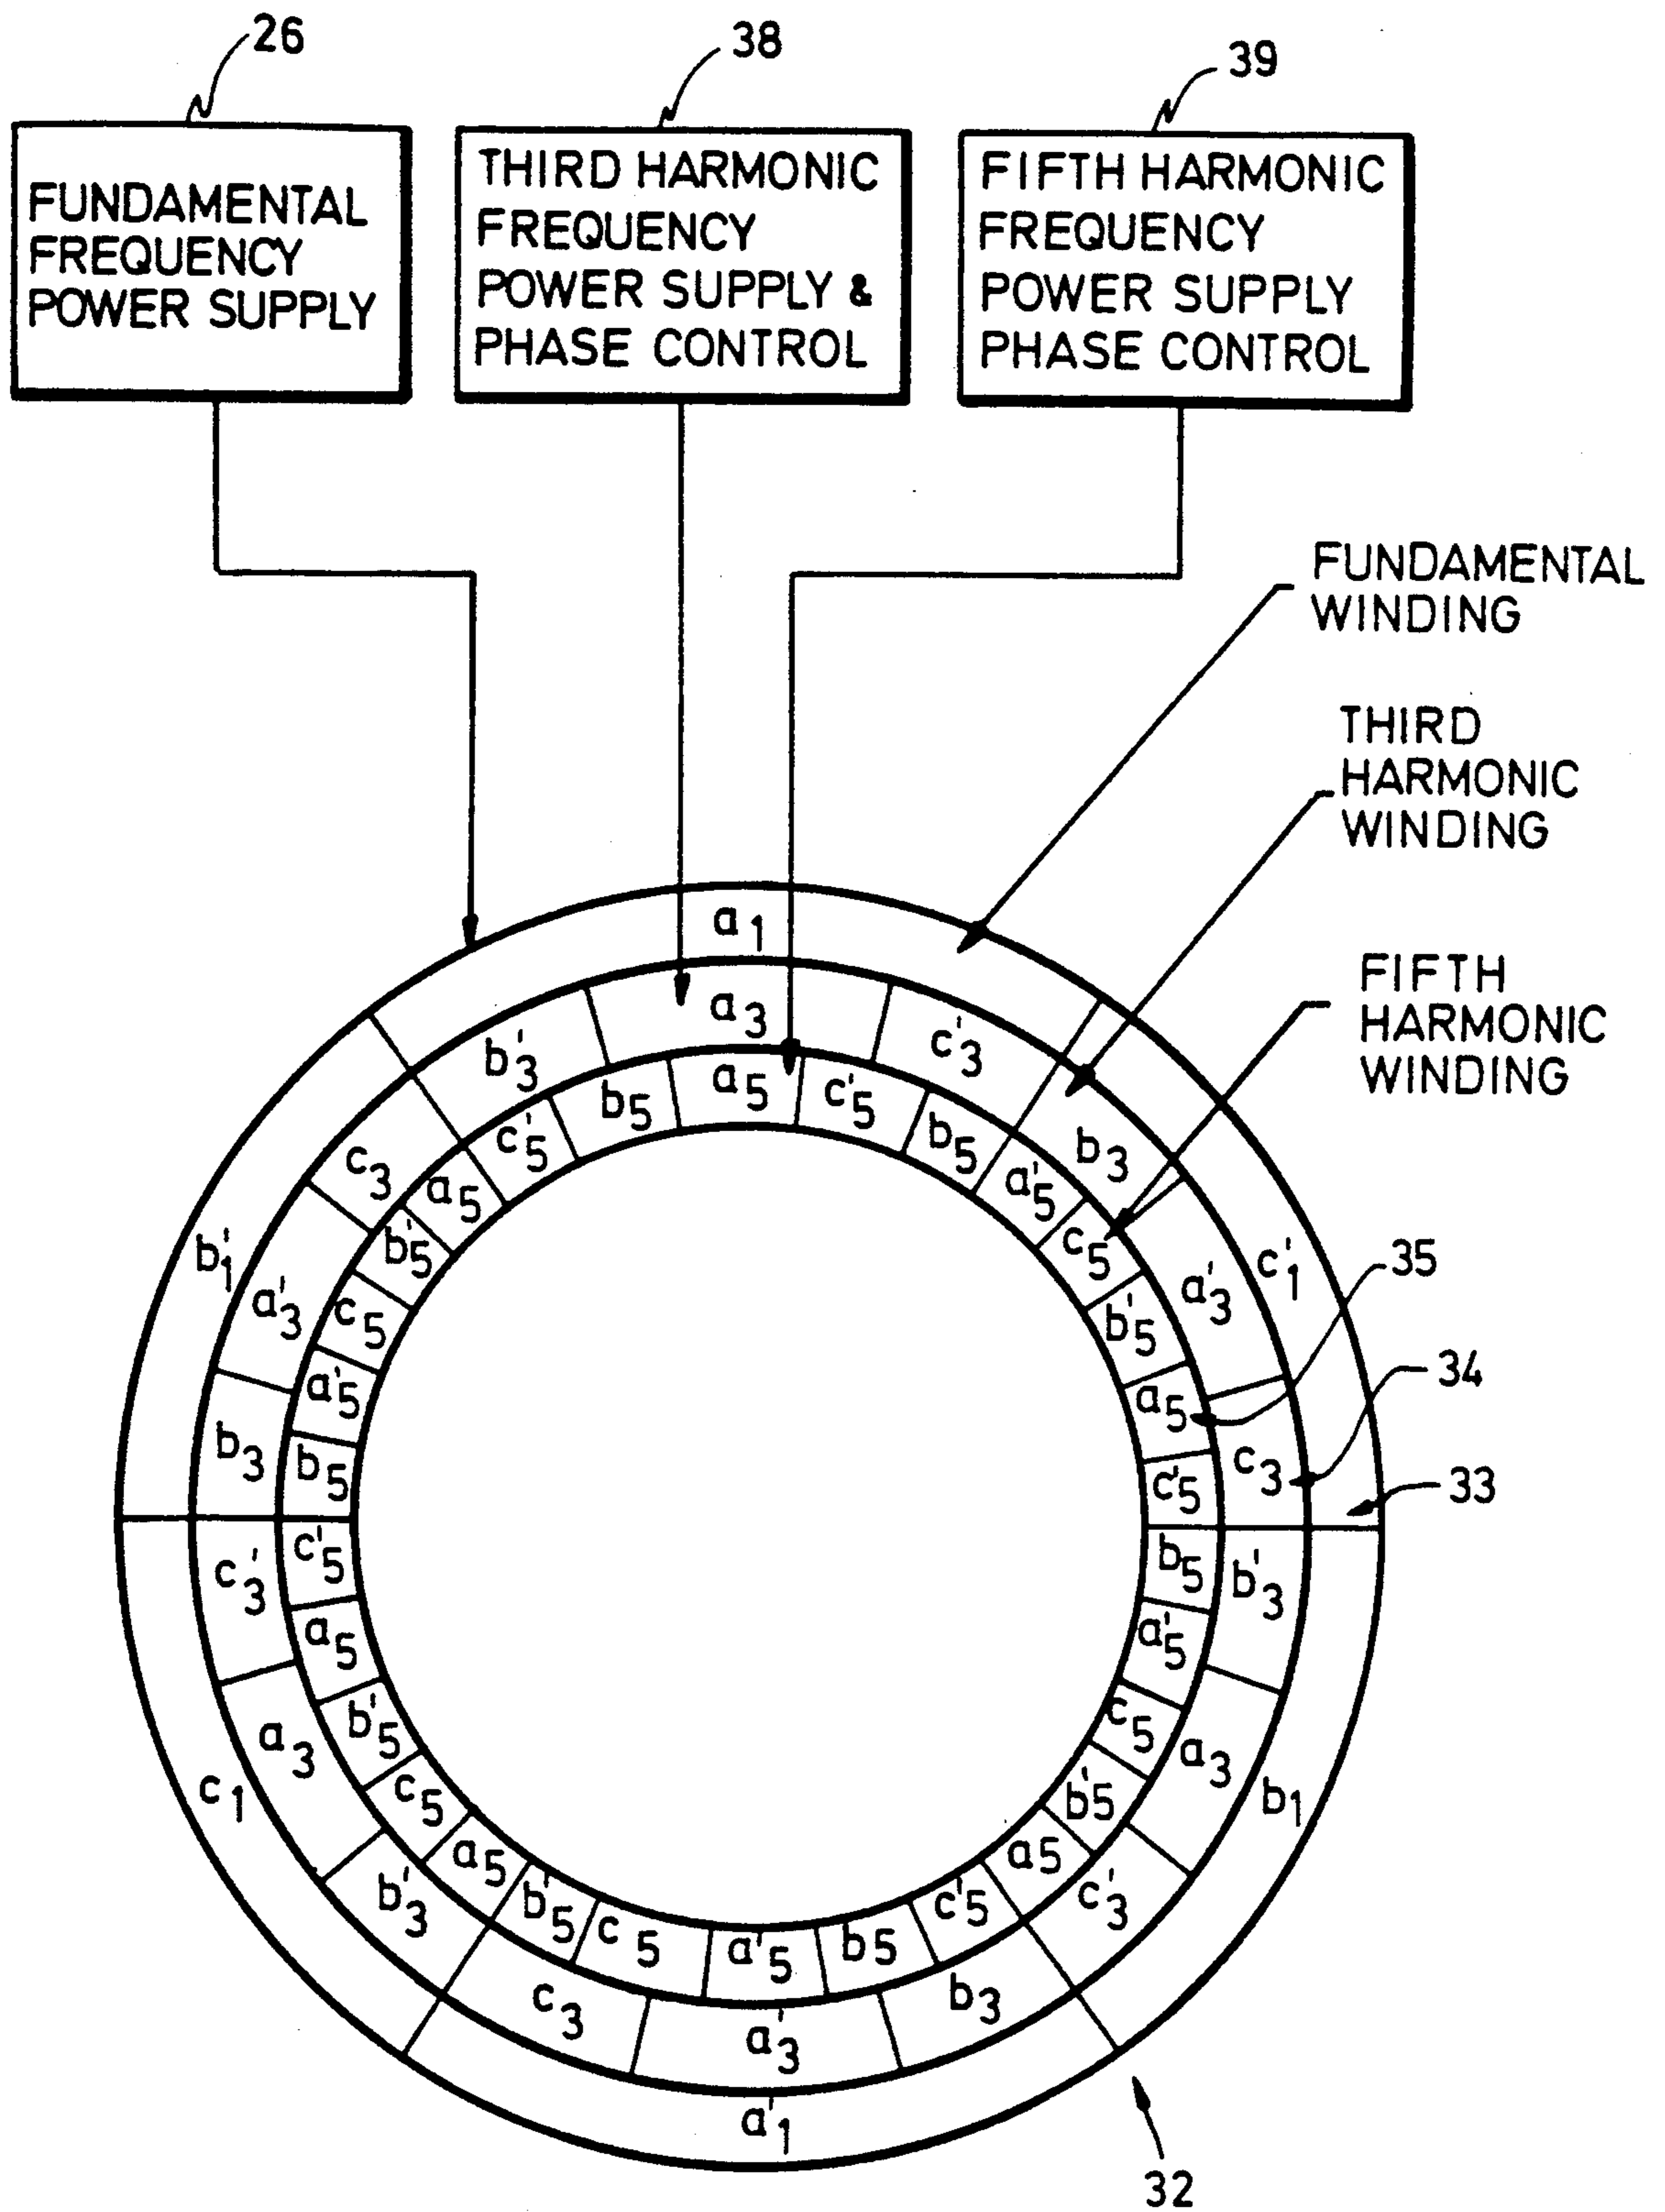 26
38
39
FUNDAMENTAL
FREQUENCY
POWER SUPPLY
THIRD HARMONIC
FREQUENCY
POWER SUPPLY &
PHASE CONTROL
FIFTH HARMONIC
FREQUENCY
POWER SUPPLY
PHASE CONTROL
FUNDAMENTAL
WINDING
THIRD
HARMONIC
WINDING
FIFTH
HARMONIC
WINDING
a1
c'1
b1
a'1
c1
b'1
a3
c'3
b3
a'3
c3
b'3
a3
c'3
b3
a'3
c3
b'3
a3
c'3
b3
a'3
c3
b'3
a5
c'5
b5
a'5
c5
b'5
a5
c'5
b5
a'5
c5
b'5
a5
c'5
b5
a'5
c5
b'5
a5
c5
b'5
a5
c'5
b5
a'5
c5
b'5
a5
c'5
b5
35
34
33
32